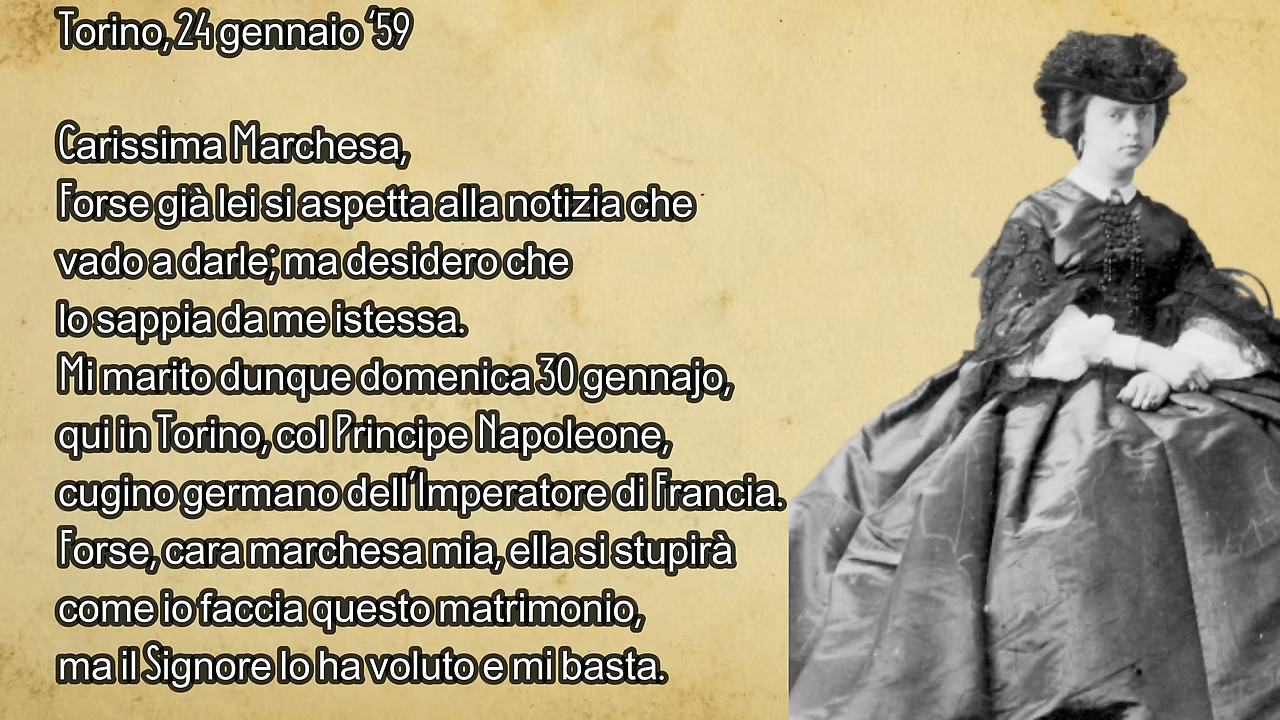 Torino, 24 gennaio ‘59
Carissima Marchesa,
Forse già lei si aspetta alla notizia che
vado a darle; ma desidero che
lo sappia da me istessa.
Mi marito dunque domenica 30 gennajo,
qui in Torino, col Principe Napoleone,
cugino germano dell’Imperatore di Francia.
Forse, cara marchesa mia, ella si stupirà
come io faccia questo matrimonio,
ma il Signore lo ha voluto e mi basta.